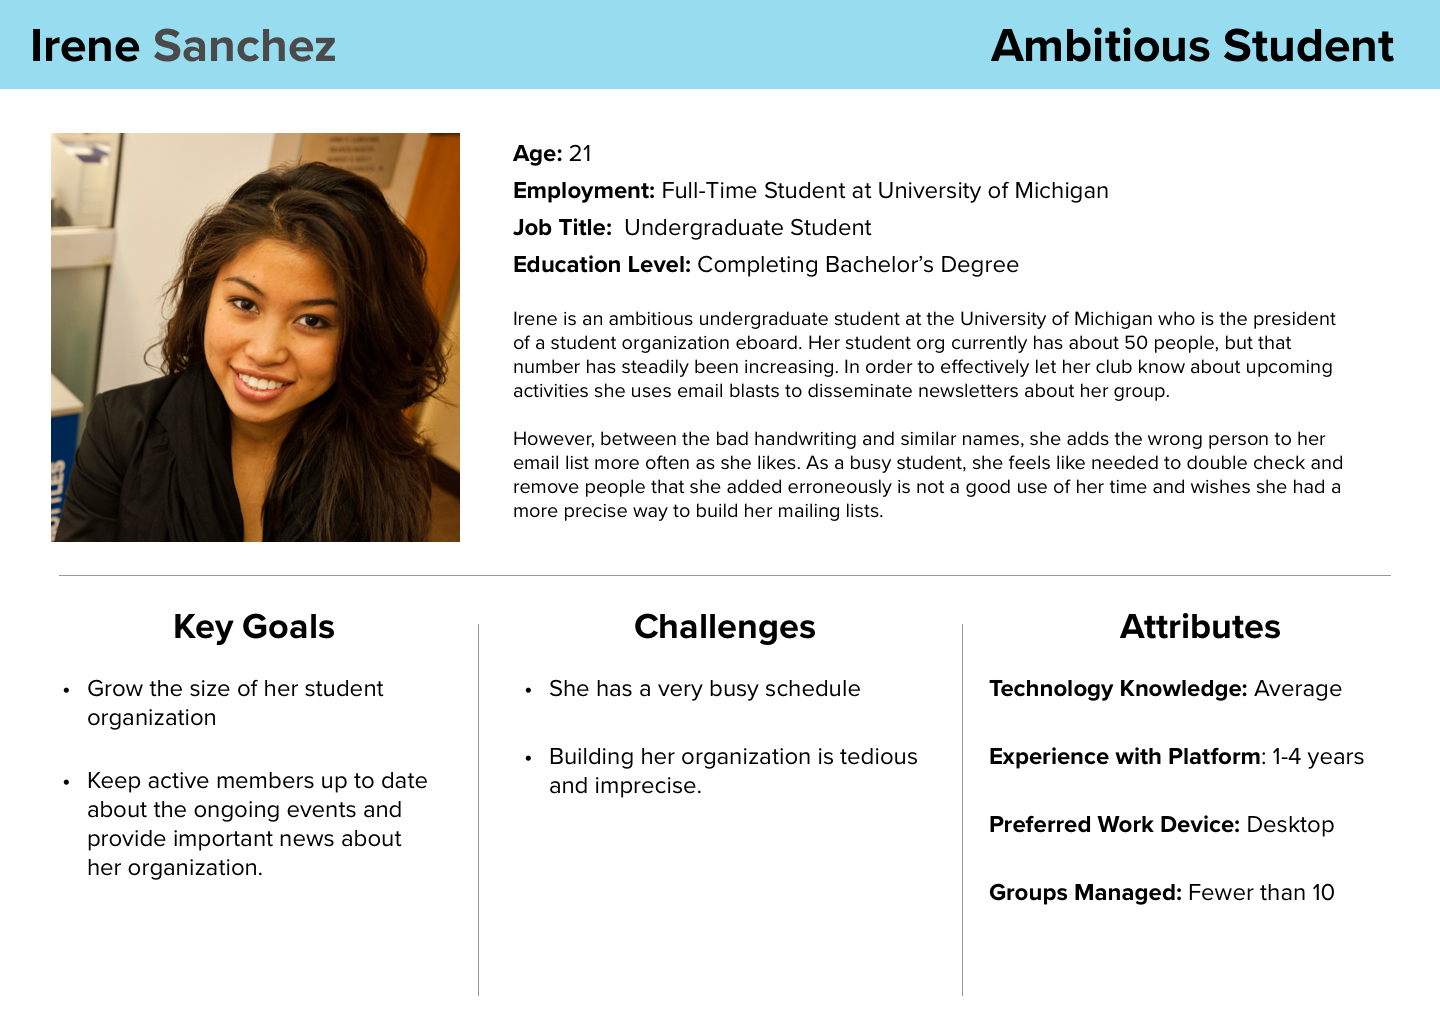 Irene Sanchez
Ambitious Student
Age: 21
Employment: Full-Time Student at University of Michigan
Job Title:  Undergraduate Student
Education Level: Completing Bachelor’s Degree
Irene is an ambitious undergraduate student at the University of Michigan who is the president
of a student organization eboard. Her student org currently has about 50 people, but that
number has steadily been increasing. In order to effectively let her club know about upcoming
activities she uses email blasts to disseminate newsletters about her group.
However, between the bad handwriting and similar names, she adds the wrong person to her
email list more often as she likes. As a busy student, she feels like needed to double check and
remove people that she added erroneously is not a good use of her time and wishes she had a
more precise way to build her mailing lists.
Key Goals
• Grow the size of her student
organization
• Keep active members up to date
about the ongoing events and
provide important news about
her organization.
Challenges
• She has a very busy schedule
• Building her organization is tedious
and imprecise.
Attributes
Technology Knowledge: Average
Experience with Platform: 1-4 years
Preferred Work Device: Desktop
Groups Managed: Fewer than 10